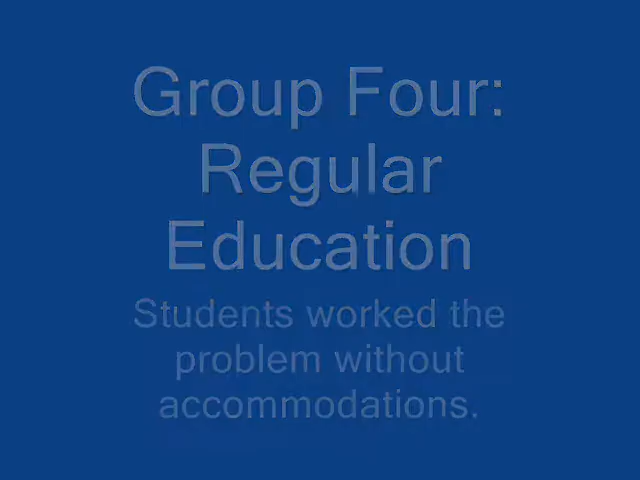 Group Four:
Regular
Education
Students worked the
problem without
accommodations.